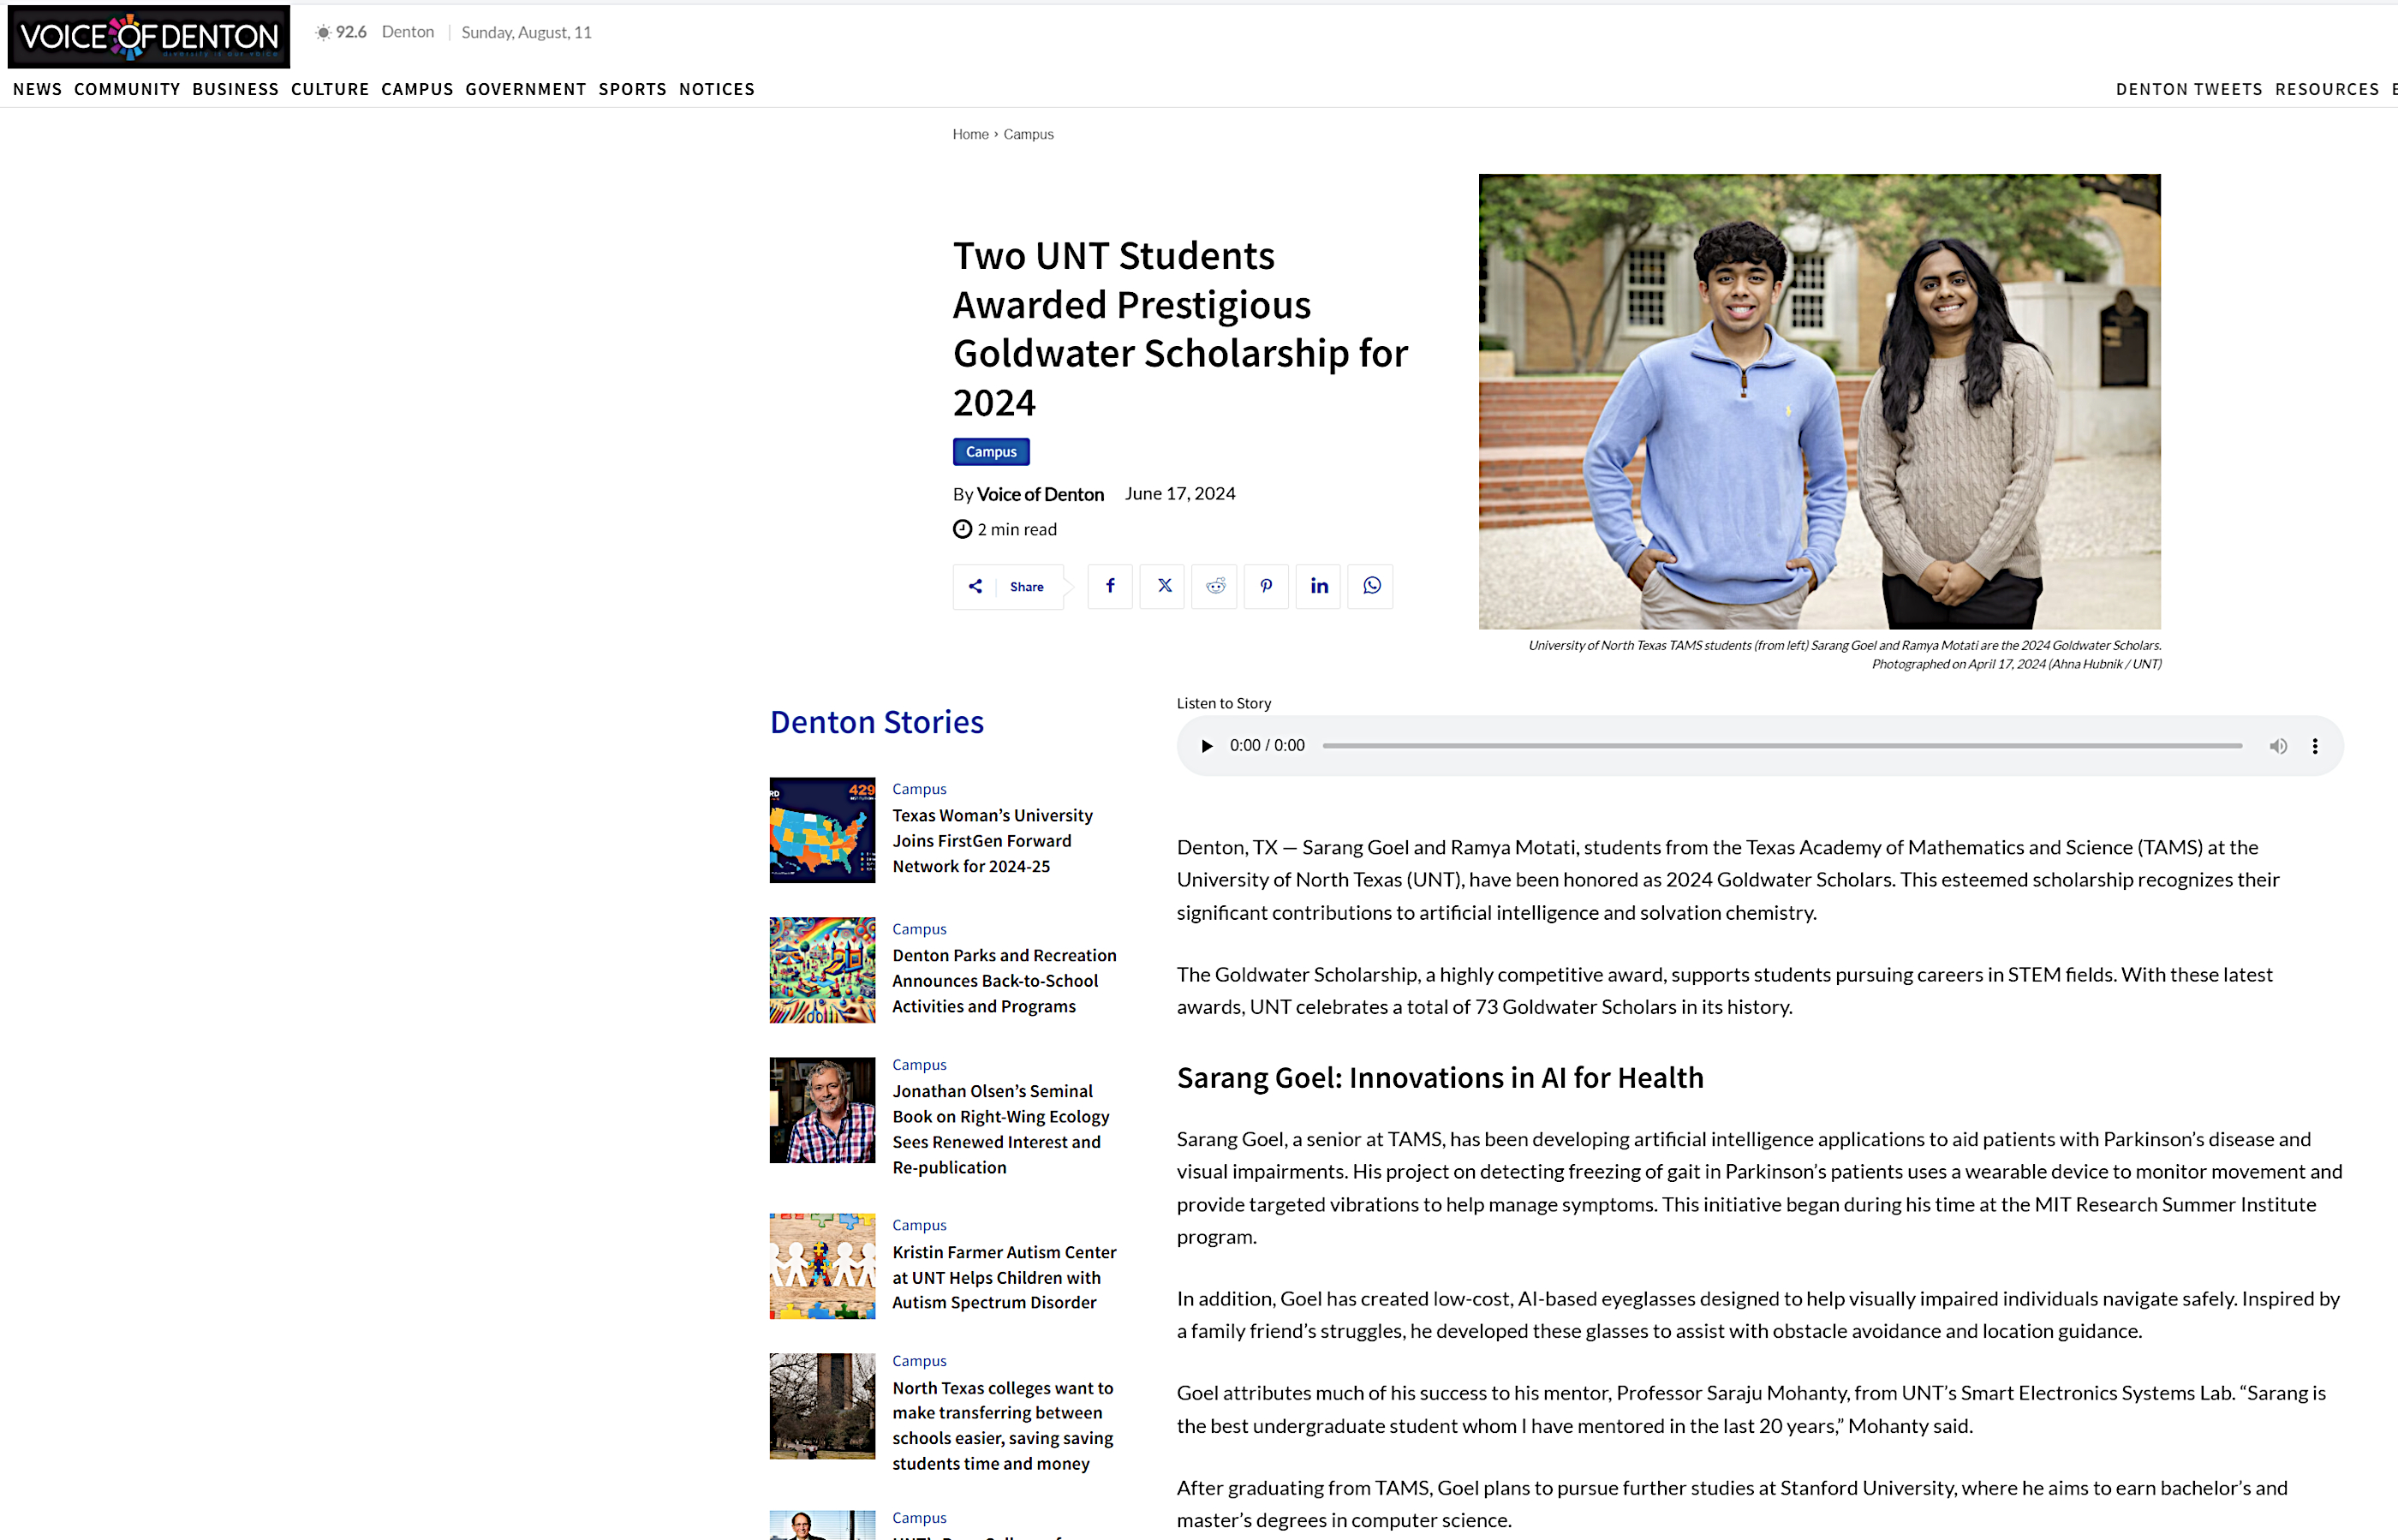 VOICE OF DENTON
diversity is our voice
92.6 Denton Sunday, August, 11
NEWS COMMUNITY BUSINESS CULTURE CAMPUS GOVERNMENT SPORTS NOTICES
DENTON TWEETS RESOURCES
Home › Campus
Two UNT Students
Awarded Prestigious
Goldwater Scholarship for
2024
Campus
By Voice of Denton June 17, 2024
2 min read
Share
University of North Texas TAMS students (from left) Sarang Goel and Ramya Motati are the 2024 Goldwater Scholars.
Photographed on April 17, 2024 (Ahna Hubnik / UNT)
Denton Stories
429
Campus
Texas Woman’s University
Joins FirstGen Forward
Network for 2024-25
Campus
Denton Parks and Recreation
Announces Back-to-School
Activities and Programs
Campus
Jonathan Olsen’s Seminal
Book on Right-Wing Ecology
Sees Renewed Interest and
Re-publication
Campus
Kristin Farmer Autism Center
at UNT Helps Children with
Autism Spectrum Disorder
Campus
North Texas colleges want to
make transferring between
schools easier, saving saving
students time and money
Campus
Listen to Story
0:00 / 0:00
Denton, TX — Sarang Goel and Ramya Motati, students from the Texas Academy of Mathematics and Science (TAMS) at the
University of North Texas (UNT), have been honored as 2024 Goldwater Scholars. This esteemed scholarship recognizes their
significant contributions to artificial intelligence and solvation chemistry.
The Goldwater Scholarship, a highly competitive award, supports students pursuing careers in STEM fields. With these latest
awards, UNT celebrates a total of 73 Goldwater Scholars in its history.
Sarang Goel: Innovations in AI for Health
Sarang Goel, a senior at TAMS, has been developing artificial intelligence applications to aid patients with Parkinson’s disease and
visual impairments. His project on detecting freezing of gait in Parkinson’s patients uses a wearable device to monitor movement and
provide targeted vibrations to help manage symptoms. This initiative began during his time at the MIT Research Summer Institute
program.
In addition, Goel has created low-cost, AI-based eyeglasses designed to help visually impaired individuals navigate safely. Inspired by
a family friend’s struggles, he developed these glasses to assist with obstacle avoidance and location guidance.
Goel attributes much of his success to his mentor, Professor Saraju Mohanty, from UNT’s Smart Electronics Systems Lab. “Sarang is
the best undergraduate student whom I have mentored in the last 20 years,” Mohanty said.
After graduating from TAMS, Goel plans to pursue further studies at Stanford University, where he aims to earn bachelor’s and
master’s degrees in computer science.